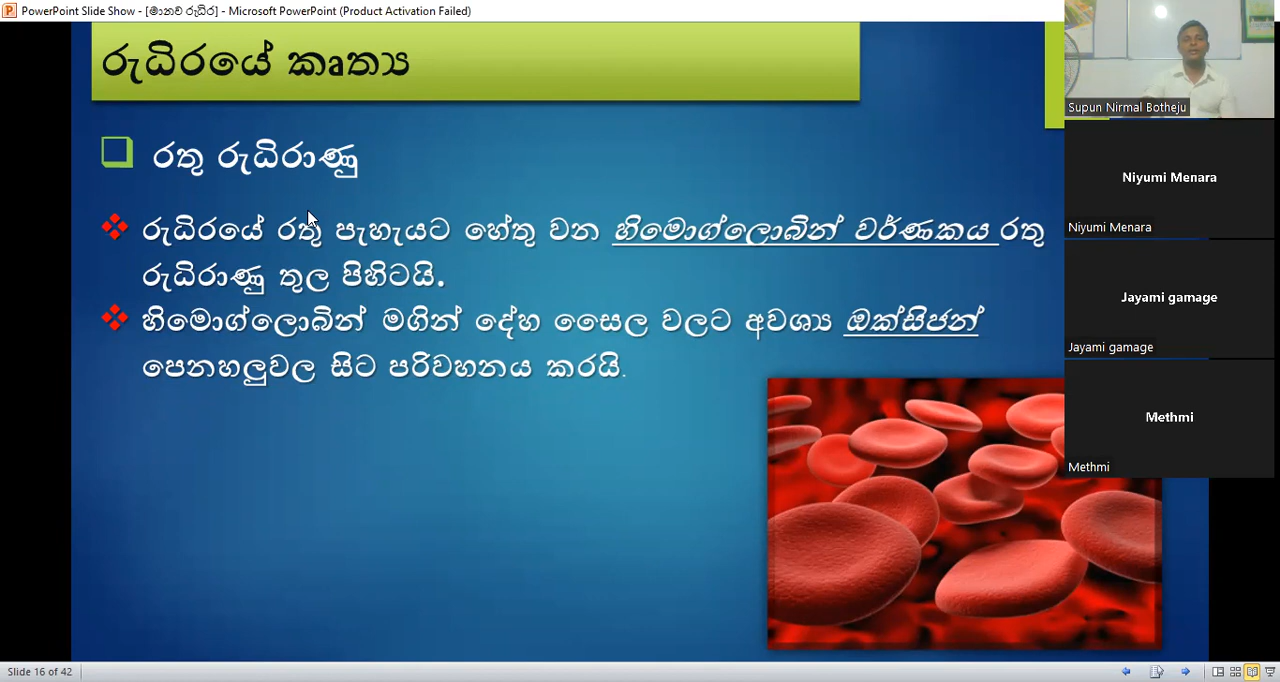 PowerPoint Slide Show - [මානව රුධිර] - Microsoft PowerPoint (Product Activation Failed)
රුධිරයේ කෘත්‍ය
රතු රුධිරාණු
රුධිරයේ රතු පැහැයට හේතු වන හිමොග්ලොබින් වර්ණකය රතු
රුධිරාණු තුල පිහිටයි.
හිමොග්ලොබින් මගින් දේහ සෛල වලට අවශ්‍ය ඔක්සිජන්
පෙනහලුවල සිට පරිවහනය කරයි.
Supun Nirmal Botheju
Niyumi Menara
Niyumi Menara
Jayami gamage
Jayami gamage
Methmi
Methmi
Slide 16 of 42